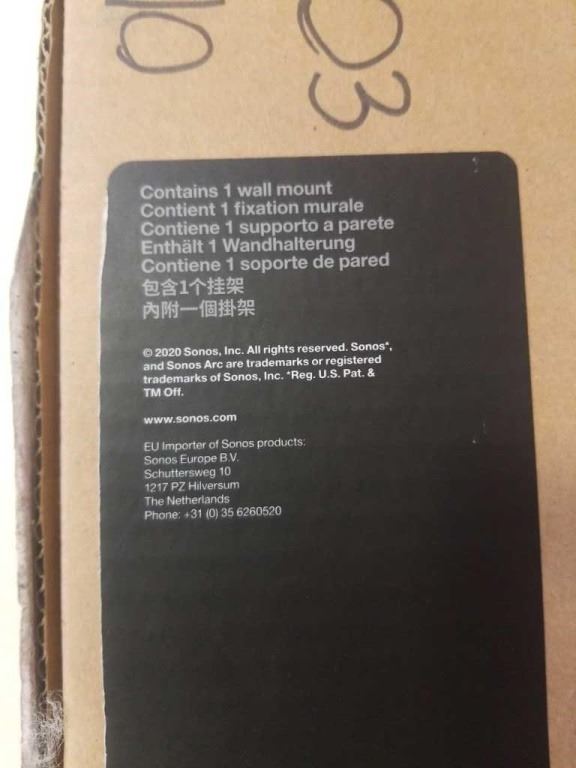 03
Contains 1 wall mount
Contient 1 fixation murale
Contiene 1 supporto a parete
Enthält 1 Wandhalterung
Contiene 1 soporte de pared
包含1个挂架
內附一個掛架
© 2020 Sonos, Inc. All rights reserved. Sonos*,
and Sonos Arc are trademarks or registered
trademarks of Sonos, Inc. *Reg. U.S. Pat. &
TM Off.
www.sonos.com
EU Importer of Sonos products:
Sonos Europe B.V.
Schuttersweg 10
1217 PZ Hilversum
The Netherlands
Phone: +31 (0) 35 6260520